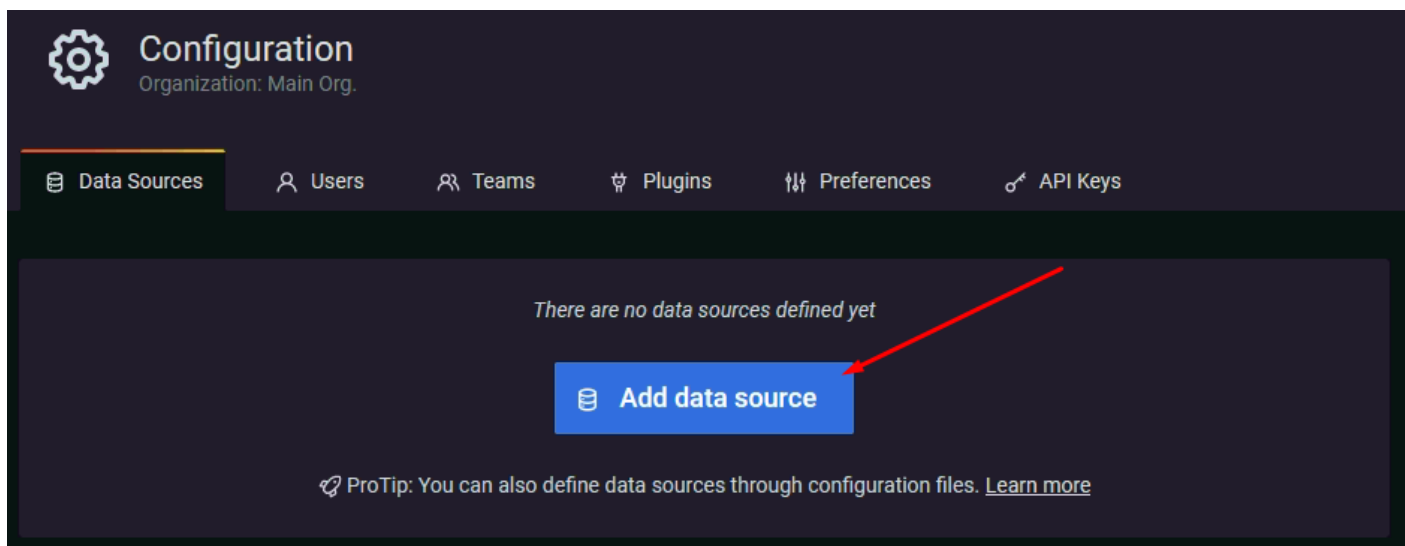 Configuration
Organization: Main Org.
Data Sources Users Teams Plugins Preferences API Keys
There are no data sources defined yet
Add data source
ProTip: You can also define data sources through configuration files. Learn more